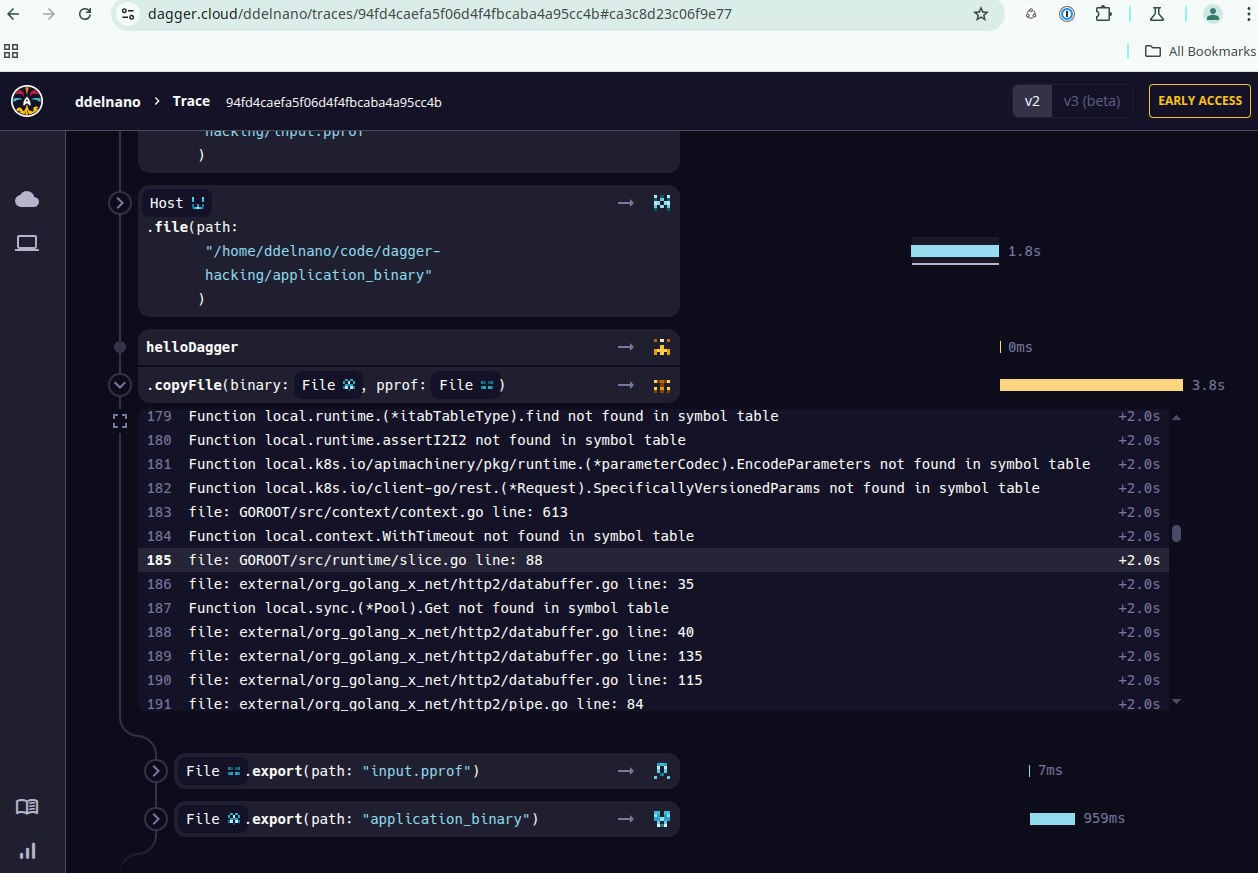 dagger.cloud/ddelnano/traces/94fd4caefa5f06d4f4fbcaba4a95cc4b#ca3c8d23c06f9e77
All Bookmarks
ddelnano > Trace 94fd4caefa5f06d4f4fbcaba4a95cc4b
v2 v3 (beta) EARLY ACCESS
hacking/input.pprof
)
Host →
.file(path:
"/home/ddelnano/code/dagger-
hacking/application_binary" 1.8s
)
helloDagger → 0ms
.copyFile(binary: File , pprof: File ) → 3.8s
179 Function local.runtime.(*itabTableType).find not found in symbol table +2.0s
180 Function local.runtime.assertI2I2 not found in symbol table +2.0s
181 Function local.k8s.io/apimachinery/pkg/runtime.(*parameterCodec).EncodeParameters not found in symbol table +2.0s
182 Function local.k8s.io/client-go/rest.(*Request).SpecificallyVersionedParams not found in symbol table +2.0s
183 file: GOROOT/src/context/context.go line: 613 +2.0s
184 Function local.context.WithTimeout not found in symbol table +2.0s
185 file: GOROOT/src/runtime/slice.go line: 88 +2.0s
186 file: external/org_golang_x_net/http2/databuffer.go line: 35 +2.0s
187 Function local.sync.(*Pool).Get not found in symbol table +2.0s
188 file: external/org_golang_x_net/http2/databuffer.go line: 40 +2.0s
189 file: external/org_golang_x_net/http2/databuffer.go line: 135 +2.0s
190 file: external/org_golang_x_net/http2/databuffer.go line: 115 +2.0s
191 file: external/org_golang_x_net/http2/pipe.go line: 84 +2.0s
File .export(path: "input.pprof") → 7ms
File .export(path: "application_binary") → 959ms